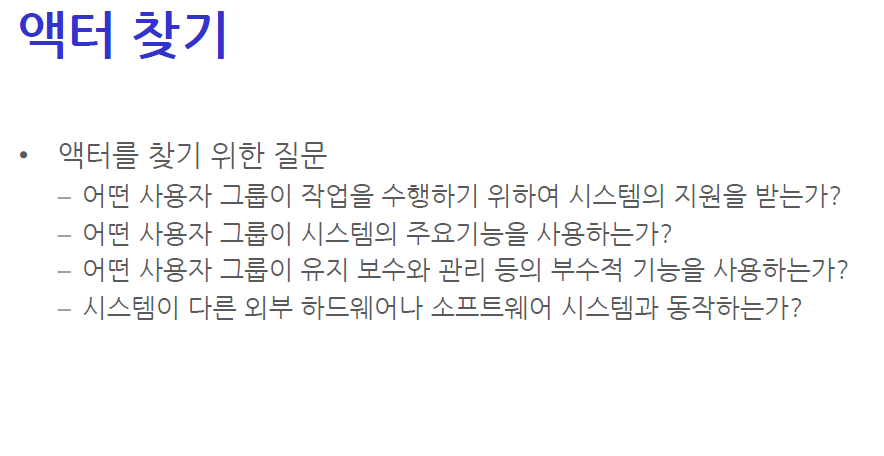 액터 찾기
• 액터를 찾기 위한 질문
– 어떤 사용자 그룹이 작업을 수행하기 위하여 시스템의 지원을 받는가?
– 어떤 사용자 그룹이 시스템의 주요기능을 사용하는가?
– 어떤 사용자 그룹이 유지 보수와 관리 등의 부수적 기능을 사용하는가?
– 시스템이 다른 외부 하드웨어나 소프트웨어 시스템과 동작하는가?